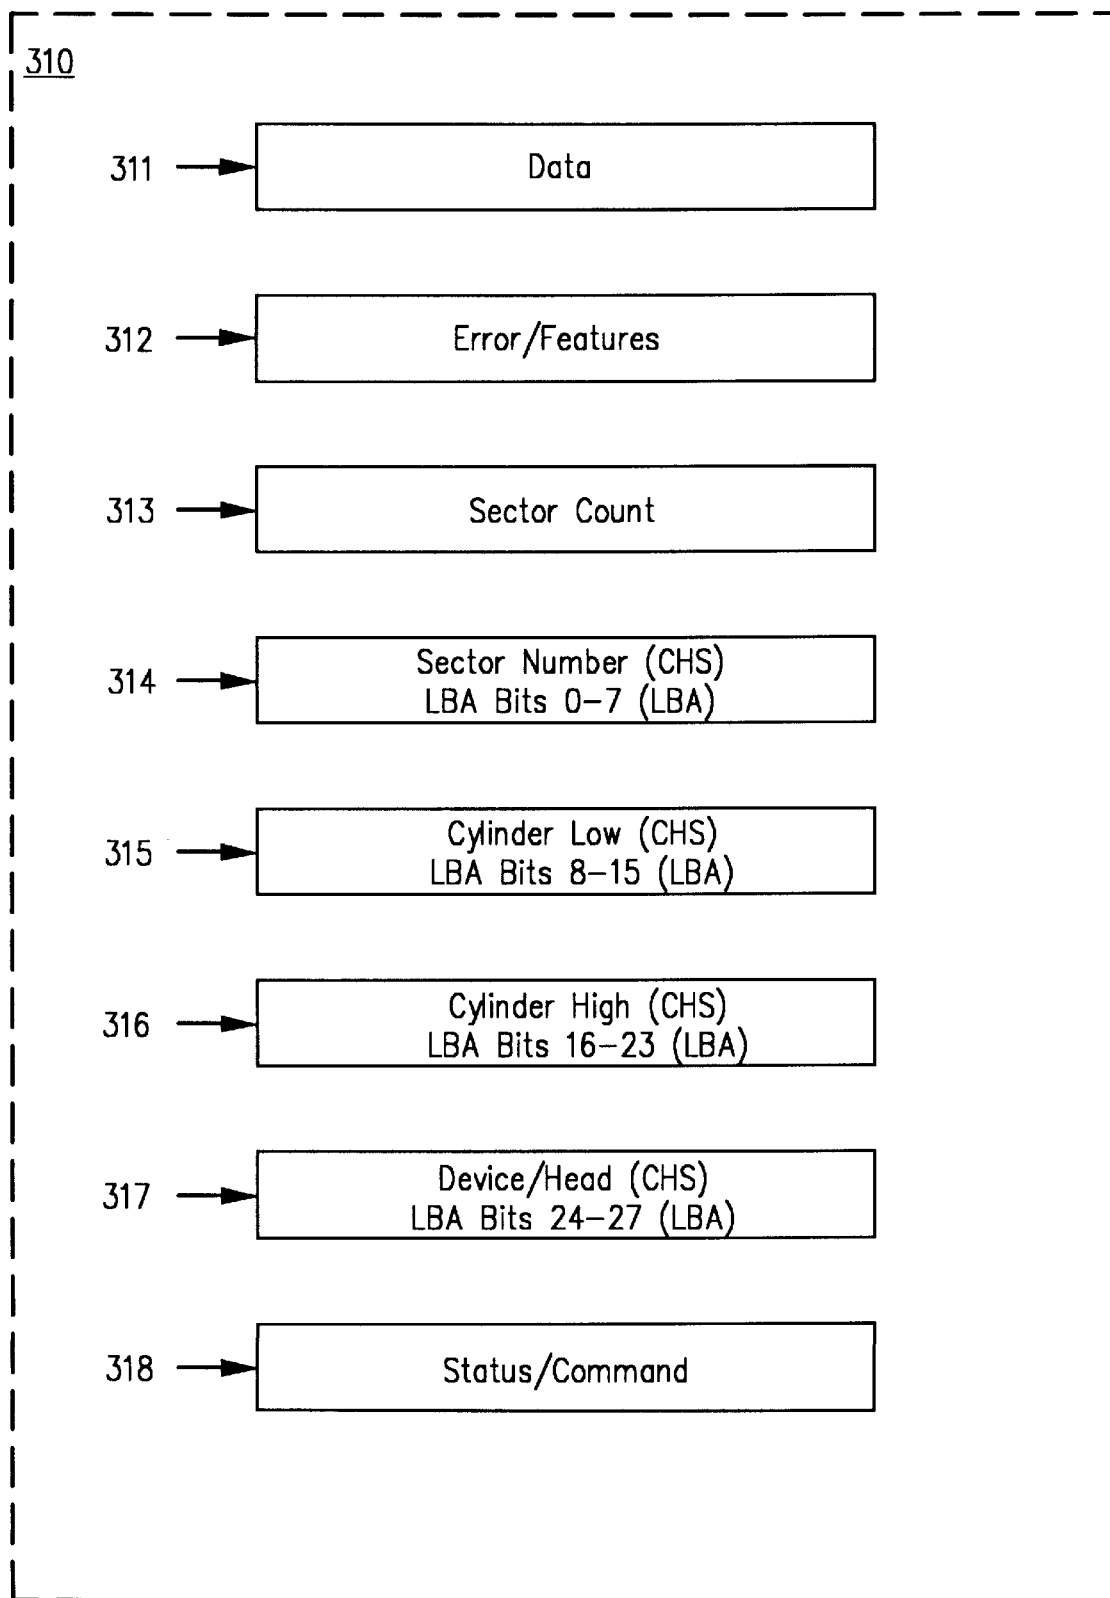 310
311 Data
312 Error/Features
313 Sector Count
314 Sector Number (CHS)
LBA Bits 0-7 (LBA)
315 Cylinder Low (CHS)
LBA Bits 8-15 (LBA)
316 Cylinder High (CHS)
LBA Bits 16-23 (LBA)
317 Device/Head (CHS)
LBA Bits 24-27 (LBA)
318 Status/Command